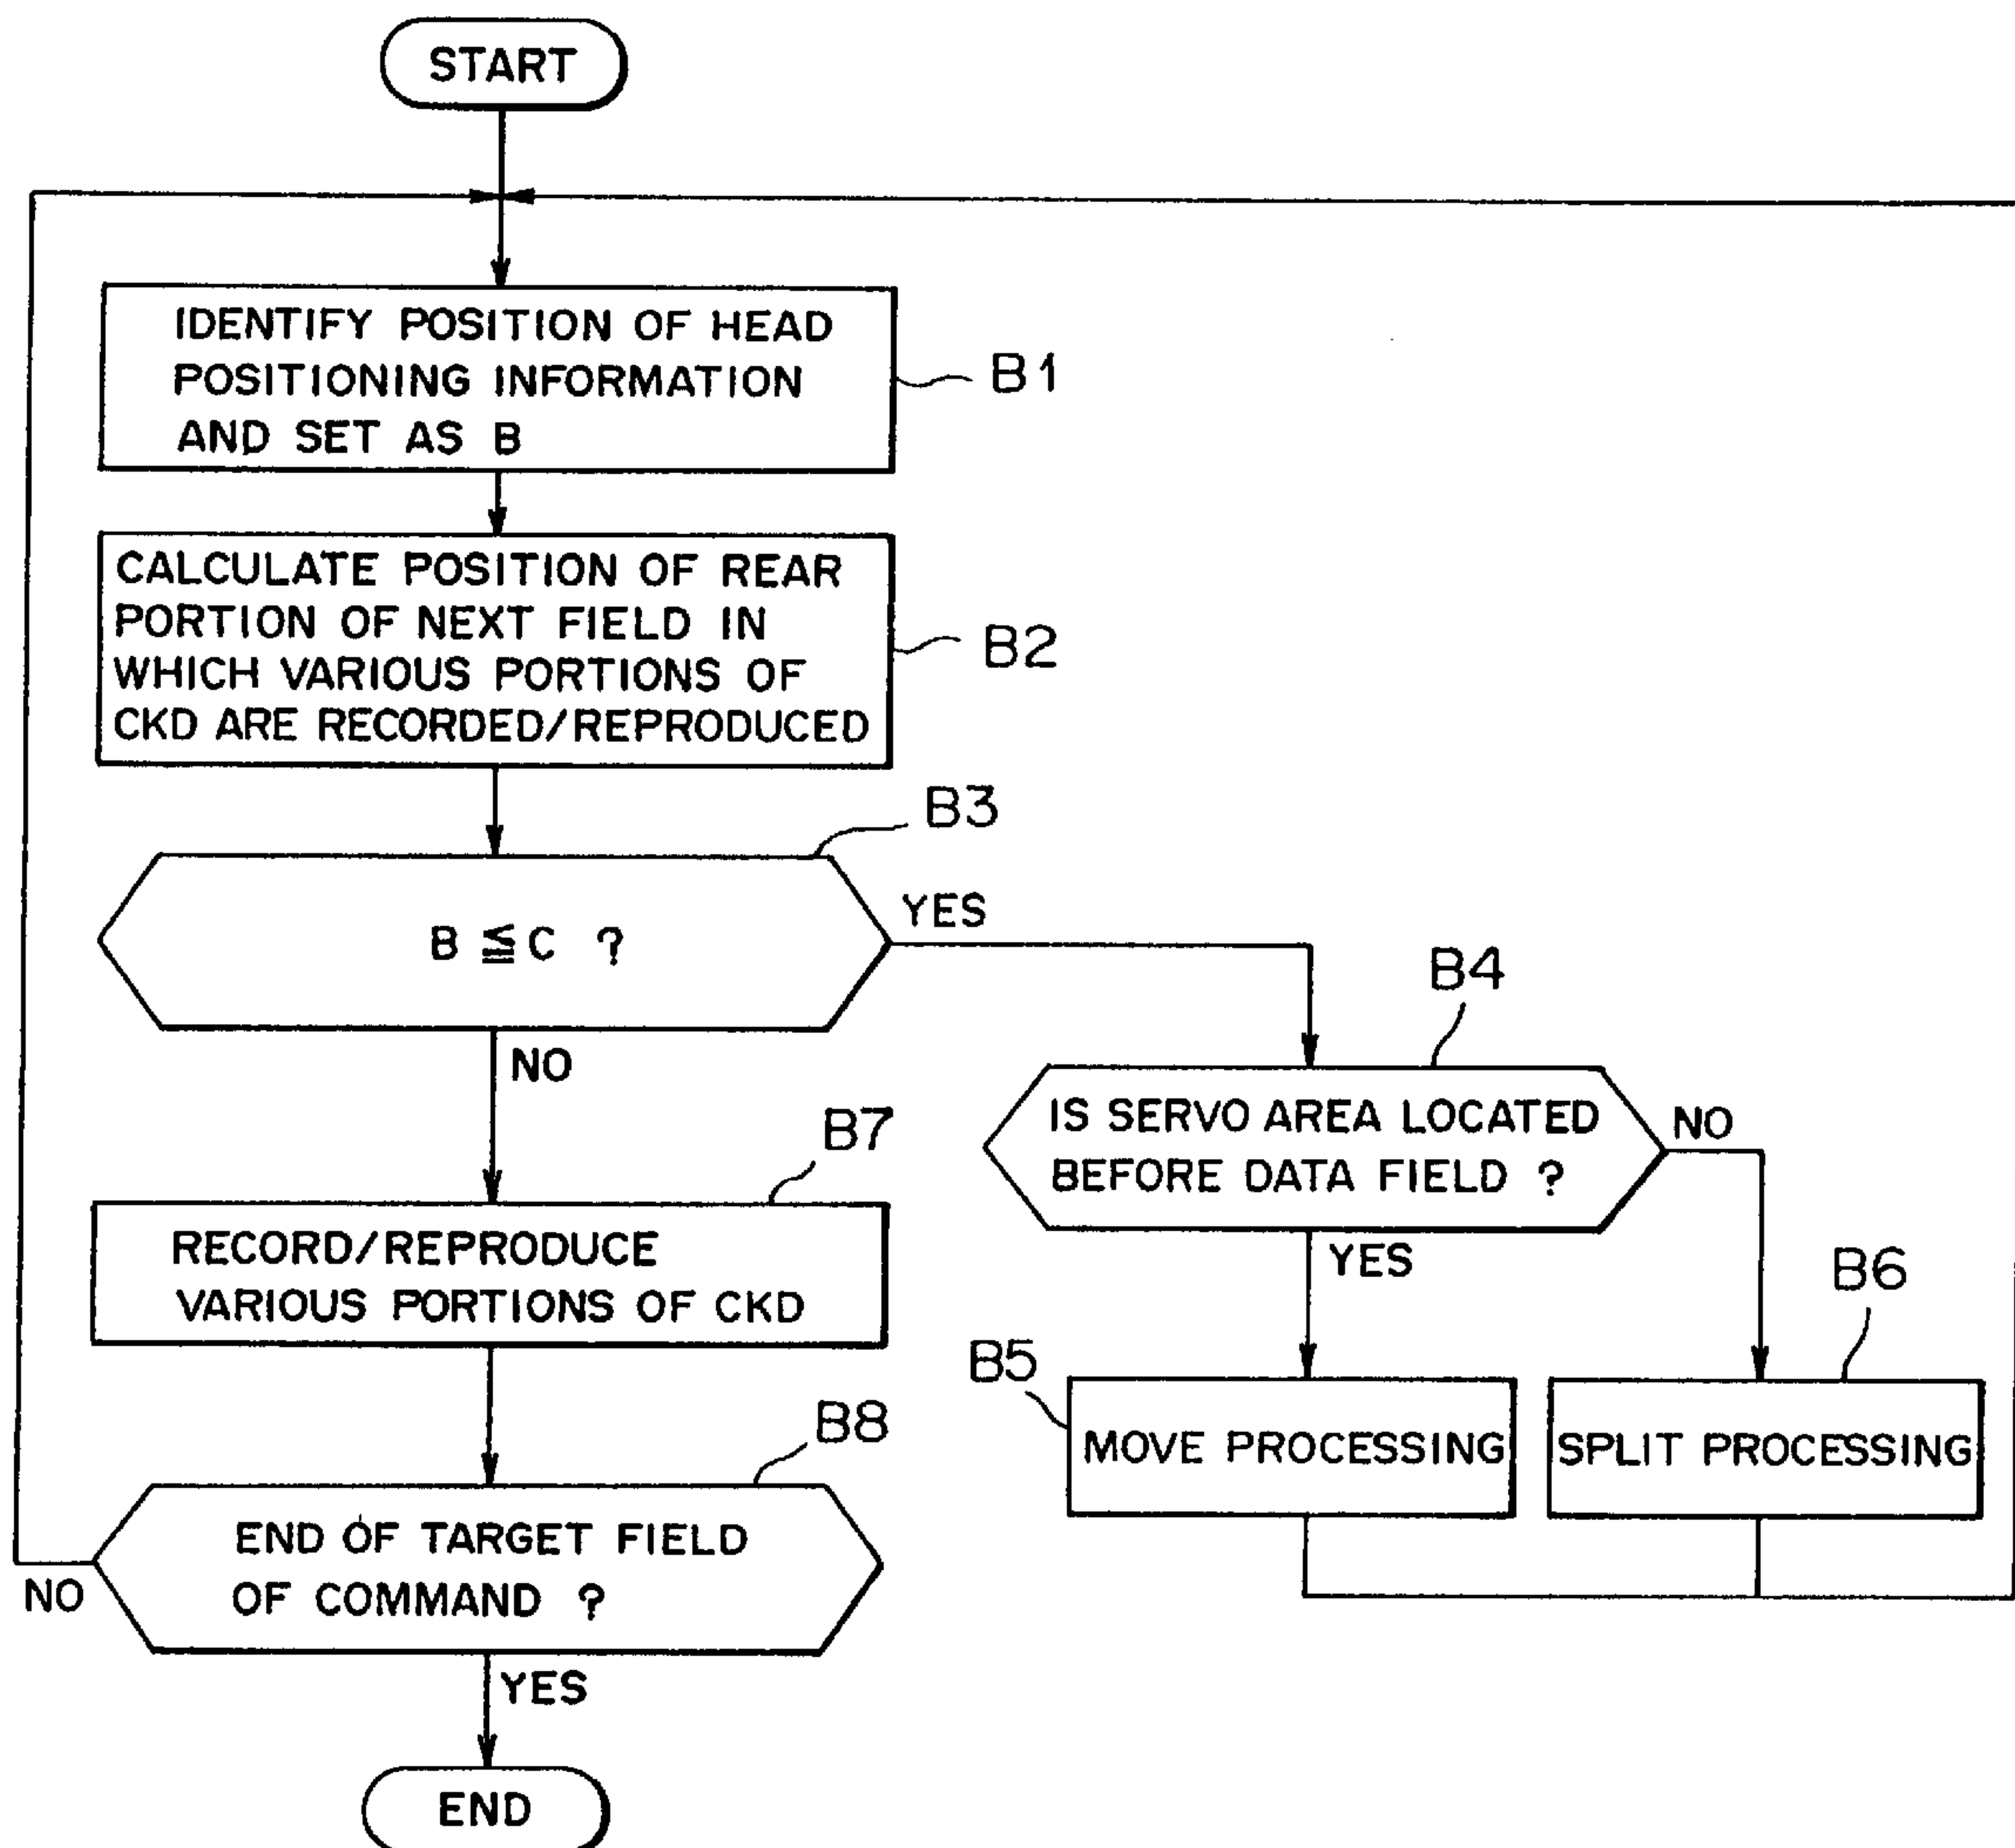 START
IDENTIFY POSITION OF HEAD
POSITIONING INFORMATION
AND SET AS B
B1
CALCULATE POSITION OF REAR
PORTION OF NEXT FIELD IN
WHICH VARIOUS PORTIONS OF
CKD ARE RECORDED/REPRODUCED
B2
B3
B ≦ C ?
YES
NO
B4
IS SERVO AREA LOCATED
BEFORE DATA FIELD ?
NO
YES
B7
RECORD/REPRODUCE
VARIOUS PORTIONS OF CKD
B5
MOVE PROCESSING
B6
SPLIT PROCESSING
B8
END OF TARGET FIELD
OF COMMAND ?
NO
YES
END